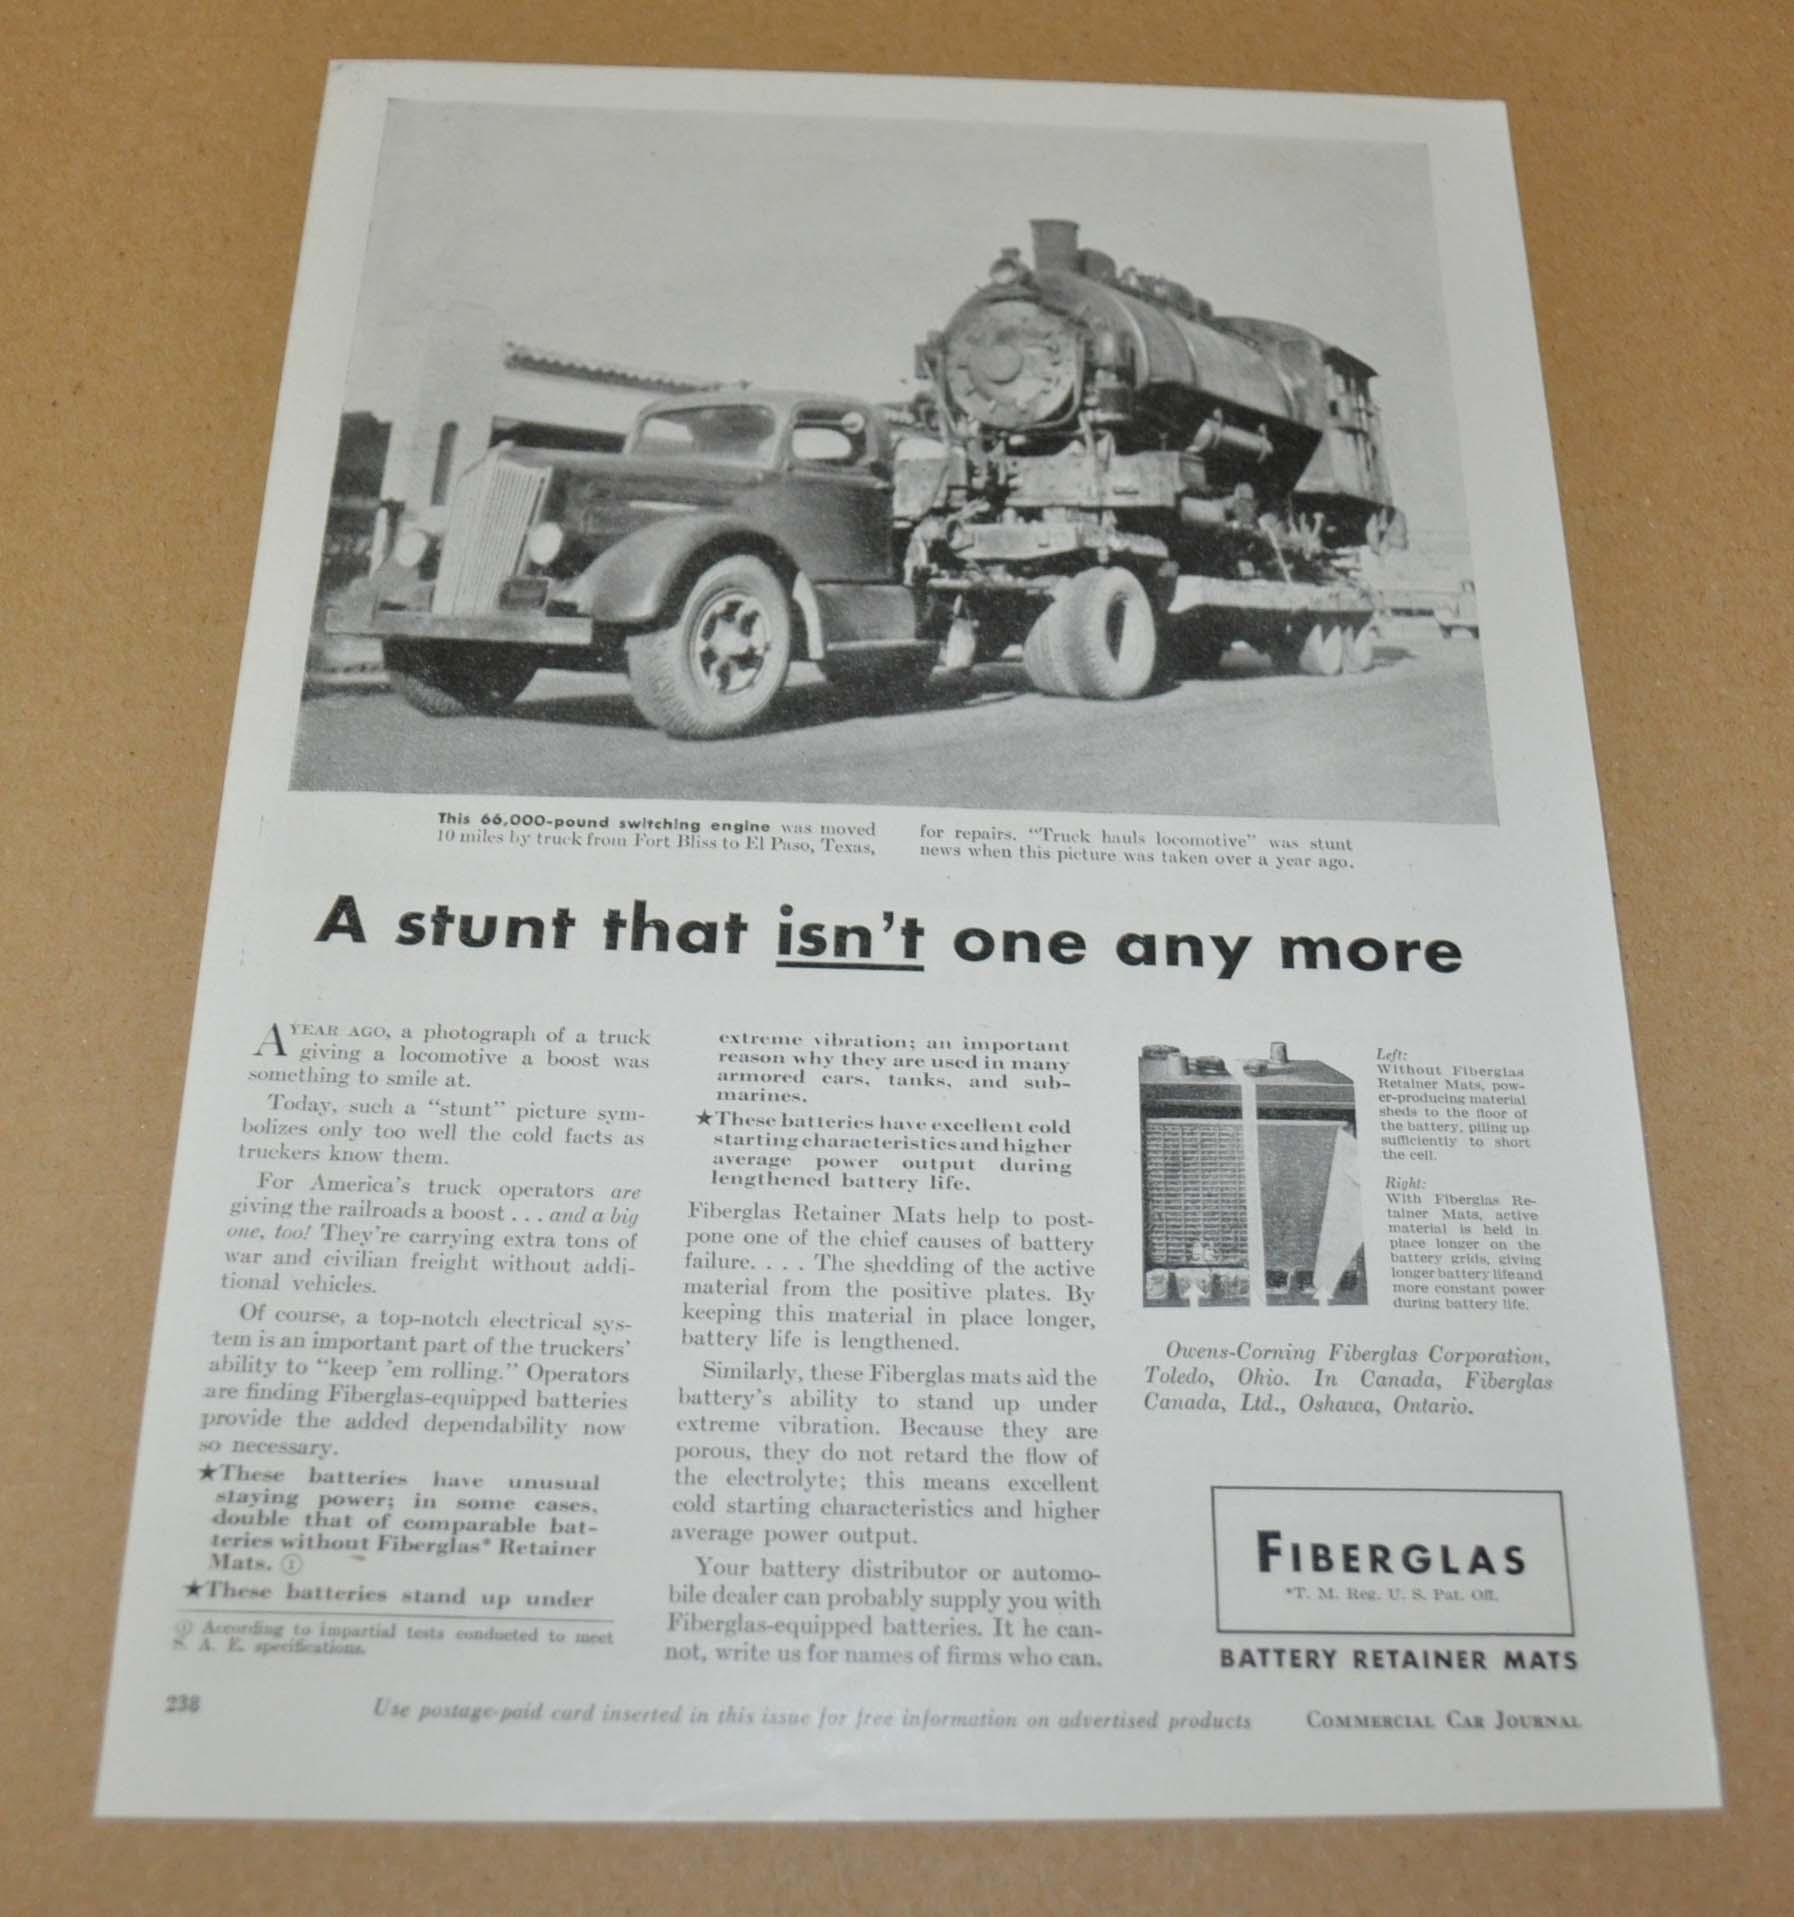 This 66,000-pound switching engine was moved
10 miles by truck from Fort Bliss to El Paso, Texas,
for repairs. "Truck hauls locomotive" was stunt
news when this picture was taken over a year ago.
A stunt that isn't one any more
A YEAR AGO, a photograph of a truck
giving a locomotive a boost was
something to smile at.
Today, such a "stunt" picture sym-
bolizes only too well the cold facts as
truckers know them.
For America's truck operators are
giving the railroads a boost . . . and a big
one, too! They're carrying extra tons of
war and civilian freight without addi-
tional vehicles.
Of course, a top-notch electrical sys-
tem is an important part of the truckers'
ability to "keep 'em rolling." Operators
are finding Fiberglas-equipped batteries
provide the added dependability now
so necessary.
★These batteries have unusual
staying power; in some cases,
double that of comparable bat-
teries without Fiberglas* Retainer
Mats. ①
★These batteries stand up under
① According to impartial tests conducted to meet
S. A. E. specifications.
extreme vibration; an important
reason why they are used in many
armored cars, tanks, and sub-
marines.
★These batteries have excellent cold
starting characteristics and higher
average power output during
lengthened battery life.
Fiberglas Retainer Mats help to post-
pone one of the chief causes of battery
failure. . . . The shedding of the active
material from the positive plates. By
keeping this material in place longer,
battery life is lengthened.
Similarly, these Fiberglas mats aid the
battery's ability to stand up under
extreme vibration. Because they are
porous, they do not retard the flow of
the electrolyte; this means excellent
cold starting characteristics and higher
average power output.
Your battery distributor or automo-
bile dealer can probably supply you with
Fiberglas-equipped batteries. It he can-
not, write us for names of firms who can.
Left:
Without Fiberglas
Retainer Mats, pow-
er-producing material
sheds to the floor of
the battery, piling up
sufficiently to short
the cell.
Right:
With Fiberglas Re-
tainer Mats, active
material is held in
place longer on the
battery grids, giving
longer battery life and
more constant power
during battery life.
Owens-Corning Fiberglas Corporation,
Toledo, Ohio. In Canada, Fiberglas
Canada, Ltd., Oshawa, Ontario.
FIBERGLAS
*T. M. Reg. U. S. Pat. Off.
BATTERY RETAINER MATS
238
Use postage-paid card inserted in this issue for free information on advertised products
COMMERCIAL CAR JOURNAL